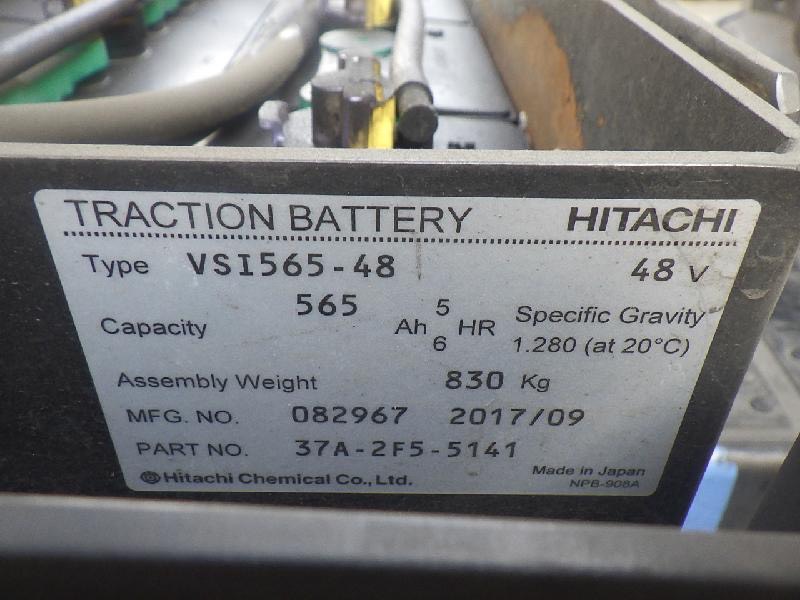 TRACTION BATTERY HITACHI
Type VSI565-48 48 V
Capacity 565 Ah 5 HR Specific Gravity
6 1.280 (at 20°C)
Assembly Weight 830 Kg
MFG. NO. 082967 2017/09
PART NO. 37A-2F5-5141
Hitachi Chemical Co., Ltd. Made in Japan
NPB-908A